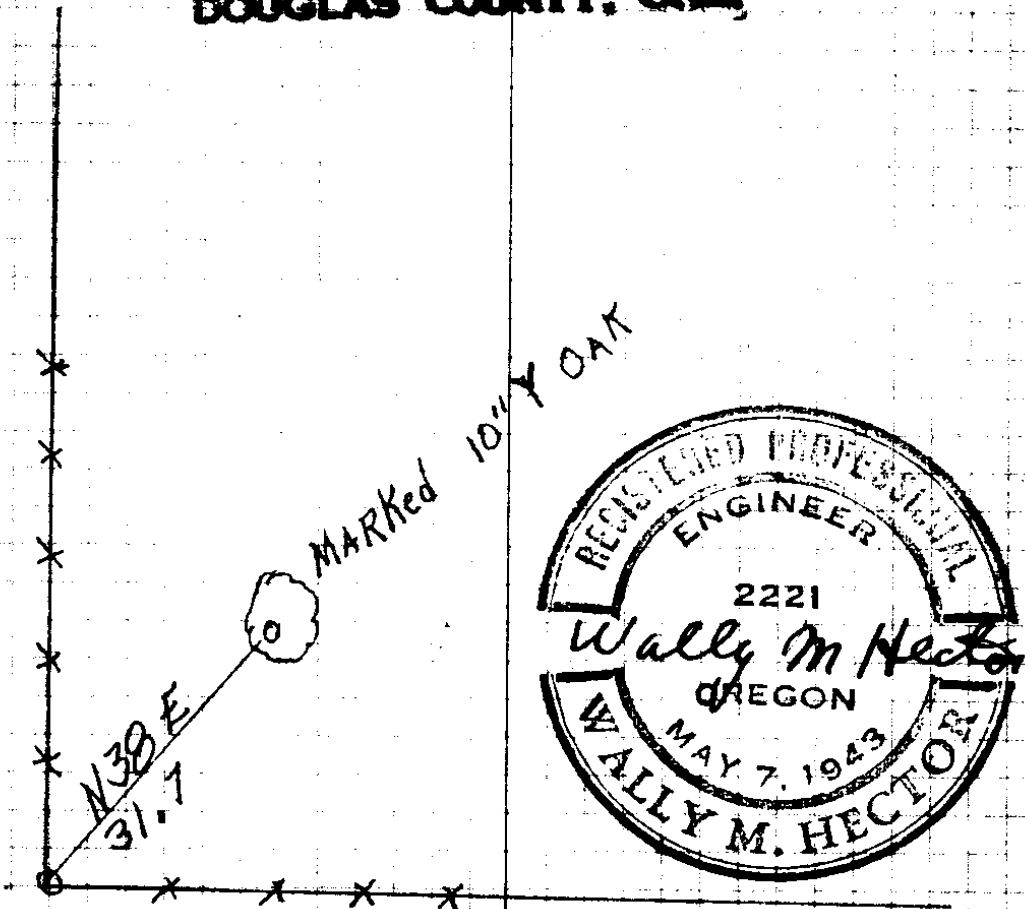 DOUGLAS COUNTY, ORE.
MARKed 10" Y OAK
N38E
31.7
REGISTERED PROFESSIONAL
ENGINEER
2221
Wally M Hector
OREGON
MAY 7, 1943
WALLY M. HECTOR